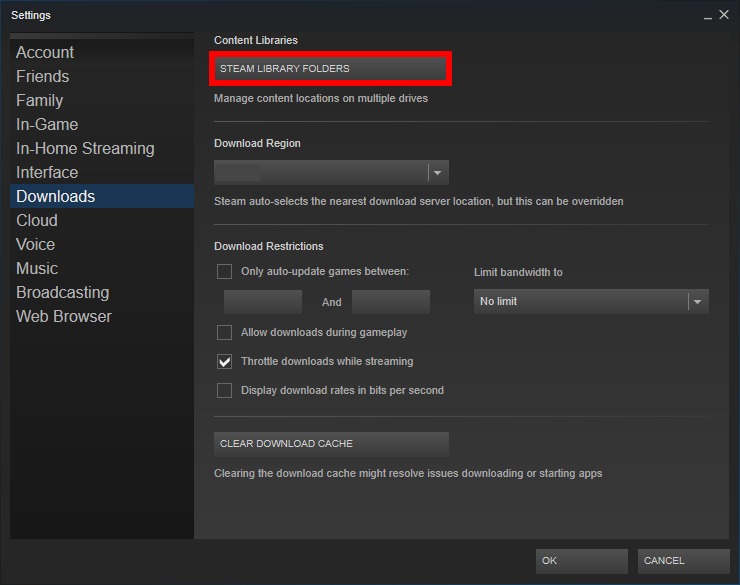 Settings
Account
Friends
Family
In-Game
In-Home Streaming
Interface
Downloads
Cloud
Voice
Music
Broadcasting
Web Browser
Content Libraries
STEAM LIBRARY FOLDERS
Manage content locations on multiple drives
Download Region
Steam auto-selects the nearest download server location, but this can be overridden
Download Restrictions
Only auto-update games between:
And
Limit bandwidth to
No limit
Allow downloads during gameplay
Throttle downloads while streaming
Display download rates in bits per second
CLEAR DOWNLOAD CACHE
Clearing the download cache might resolve issues downloading or starting apps
OK
CANCEL